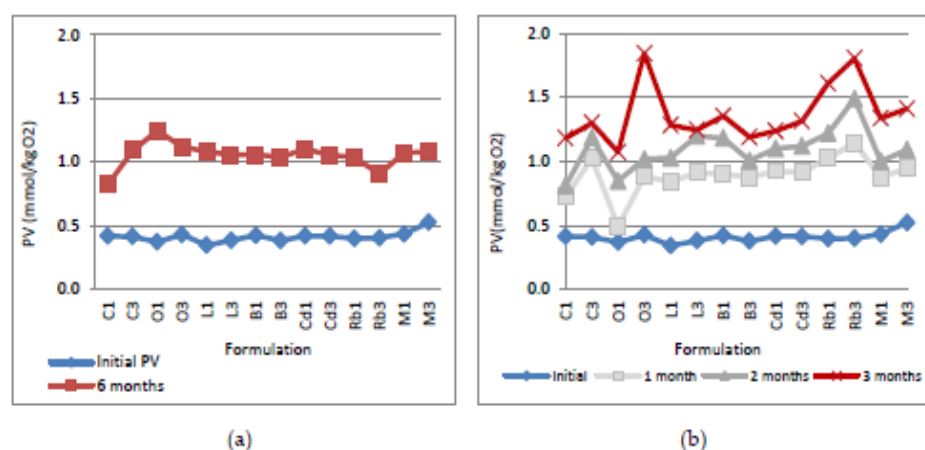 2.0
1.5
1.0
0.5
0.0
PV (mmol/kgO2)
C1 C3 O1 O3 L1 L3 B1 B3 Cd1 Cd3 Rb1 Rb3 M1 M3
Formulation
Initial PV
6 months
(a)
2.0
1.5
1.0
0.5
0.0
PV(mmol/kgO2)
C1 C3 O1 O3 L1 L3 B1 B3 Cd1 Cd3 Rb1 Rb3 M1 M3
Formulation
Initial 1 month 2 months 3 months
(b)